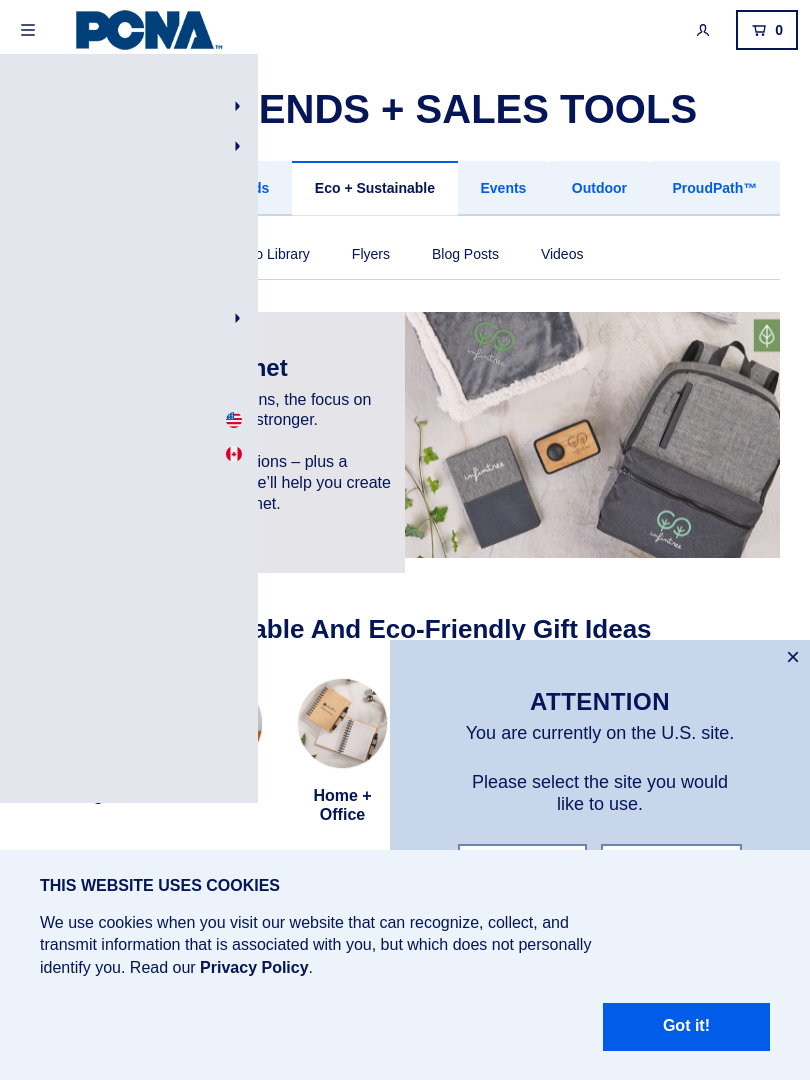 PCNA™
0
ENDS + SALES TOOLS
ds
Eco + Sustainable
Events
Outdoor
ProudPath™
o Library
Flyers
Blog Posts
Videos
net
ns, the focus on
stronger.
ions – plus a
e'll help you create
net.
infinitree
infinitree
infinitree
able And Eco-Friendly Gift Ideas
Home +
Office
×
ATTENTION
You are currently on the U.S. site.
Please select the site you would
like to use.
THIS WEBSITE USES COOKIES
We use cookies when you visit our website that can recognize, collect, and
transmit information that is associated with you, but which does not personally
identify you. Read our Privacy Policy.
Got it!